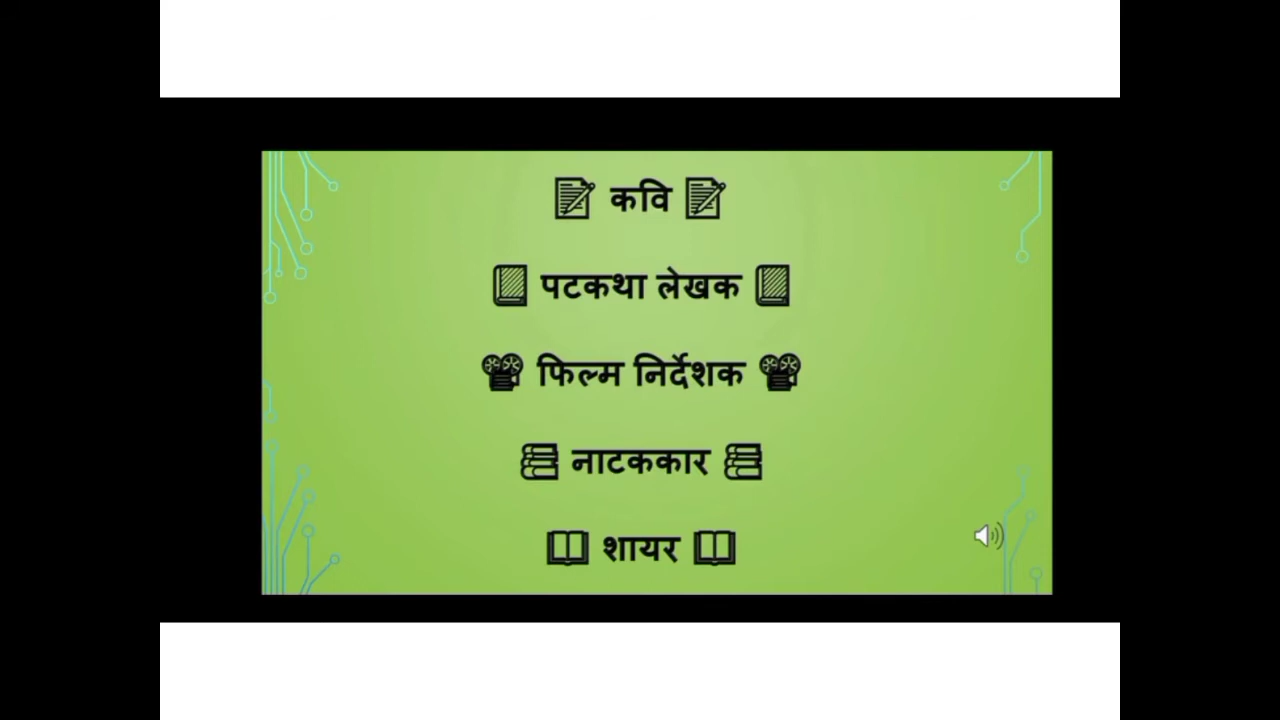 कवि
पटकथा लेखक
फिल्म निर्देशक
नाटककार
शायर